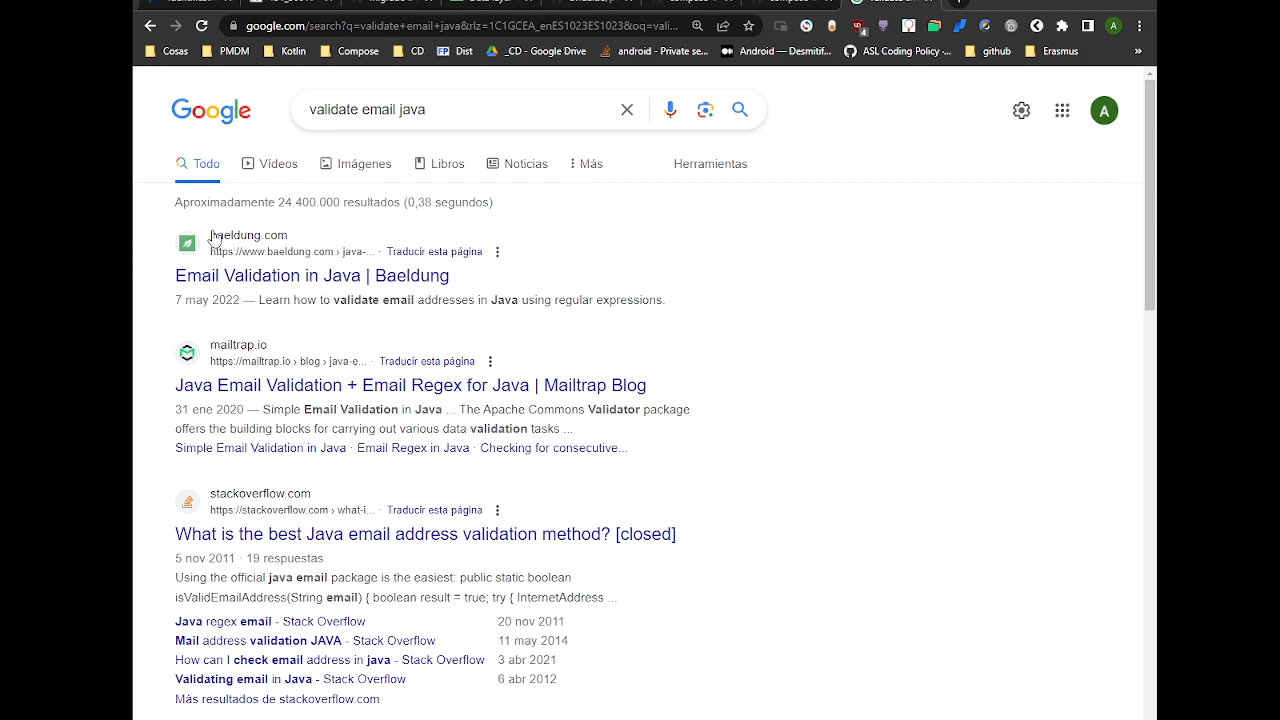 google.com/search?q=validate+email+java&rlz=1C1GCEA_enES1023ES1023&oq=vali...
Cosas PMDM Kotlin Compose CD Dist _CD - Google Drive android - Private se... Android — Desmitif... ASL Coding Policy -... github Erasmus »
Google validate email java A
Todo Vídeos Imágenes Libros Noticias Más Herramientas
Aproximadamente 24.400.000 resultados (0,38 segundos)
baeldung.com
https://www.baeldung.com › java-... · Traducir esta página
Email Validation in Java | Baeldung
7 may 2022 — Learn how to validate email addresses in Java using regular expressions.
mailtrap.io
https://mailtrap.io › blog › java-e... · Traducir esta página
Java Email Validation + Email Regex for Java | Mailtrap Blog
31 ene 2020 — Simple Email Validation in Java ... The Apache Commons Validator package
offers the building blocks for carrying out various data validation tasks ...
Simple Email Validation in Java · Email Regex in Java · Checking for consecutive...
stackoverflow.com
https://stackoverflow.com › what-i... · Traducir esta página
What is the best Java email address validation method? [closed]
5 nov 2011 · 19 respuestas
Using the official java email package is the easiest: public static boolean
isValidEmailAddress(String email) { boolean result = true; try { InternetAddress ...
Java regex email - Stack Overflow 20 nov 2011
Mail address validation JAVA - Stack Overflow 11 may 2014
How can I check email address in java - Stack Overflow 3 abr 2021
Validating email in Java - Stack Overflow 6 abr 2012
Más resultados de stackoverflow.com